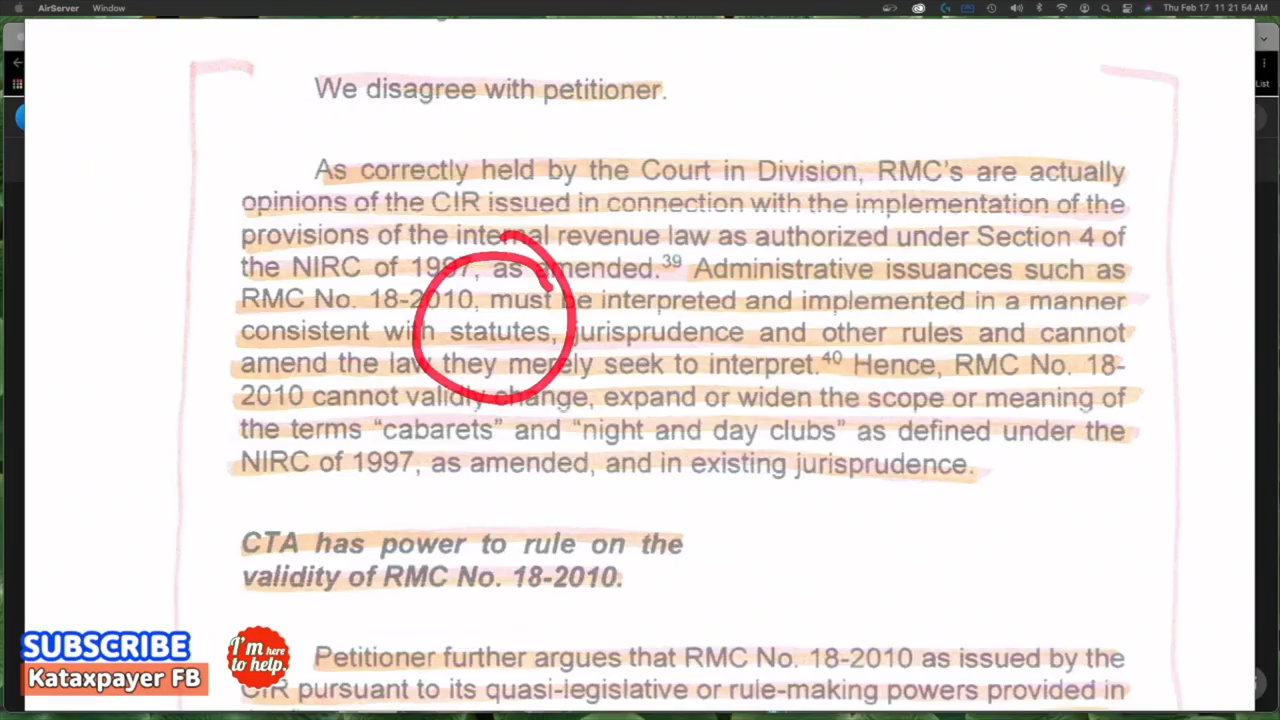 AirServer Window Thu Feb 17 11 21 54 AM
We disagree with petitioner.
List
As correctly held by the Court in Division, RMC's are actually
opinions of the CIR issued in connection with the implementation of the
provisions of the internal revenue law as authorized under Section 4 of
the NIRC of 1997, as amended.39 Administrative issuances such as
RMC No. 18-2010, must be interpreted and implemented in a manner
consistent with statutes, jurisprudence and other rules and cannot
amend the law they merely seek to interpret.40 Hence, RMC No. 18-
2010 cannot validly change, expand or widen the scope or meaning of
the terms "cabarets" and "night and day clubs" as defined under the
NIRC of 1997, as amended, and in existing jurisprudence.
CTA has power to rule on the
validity of RMC No. 18-2010.
SUBSCRIBE
Kataxpayer FB
I'm here
to help.
Petitioner further argues that RMC No. 18-2010 as issued by the
CIR pursuant to its quasi-legislative or rule-making powers provided in